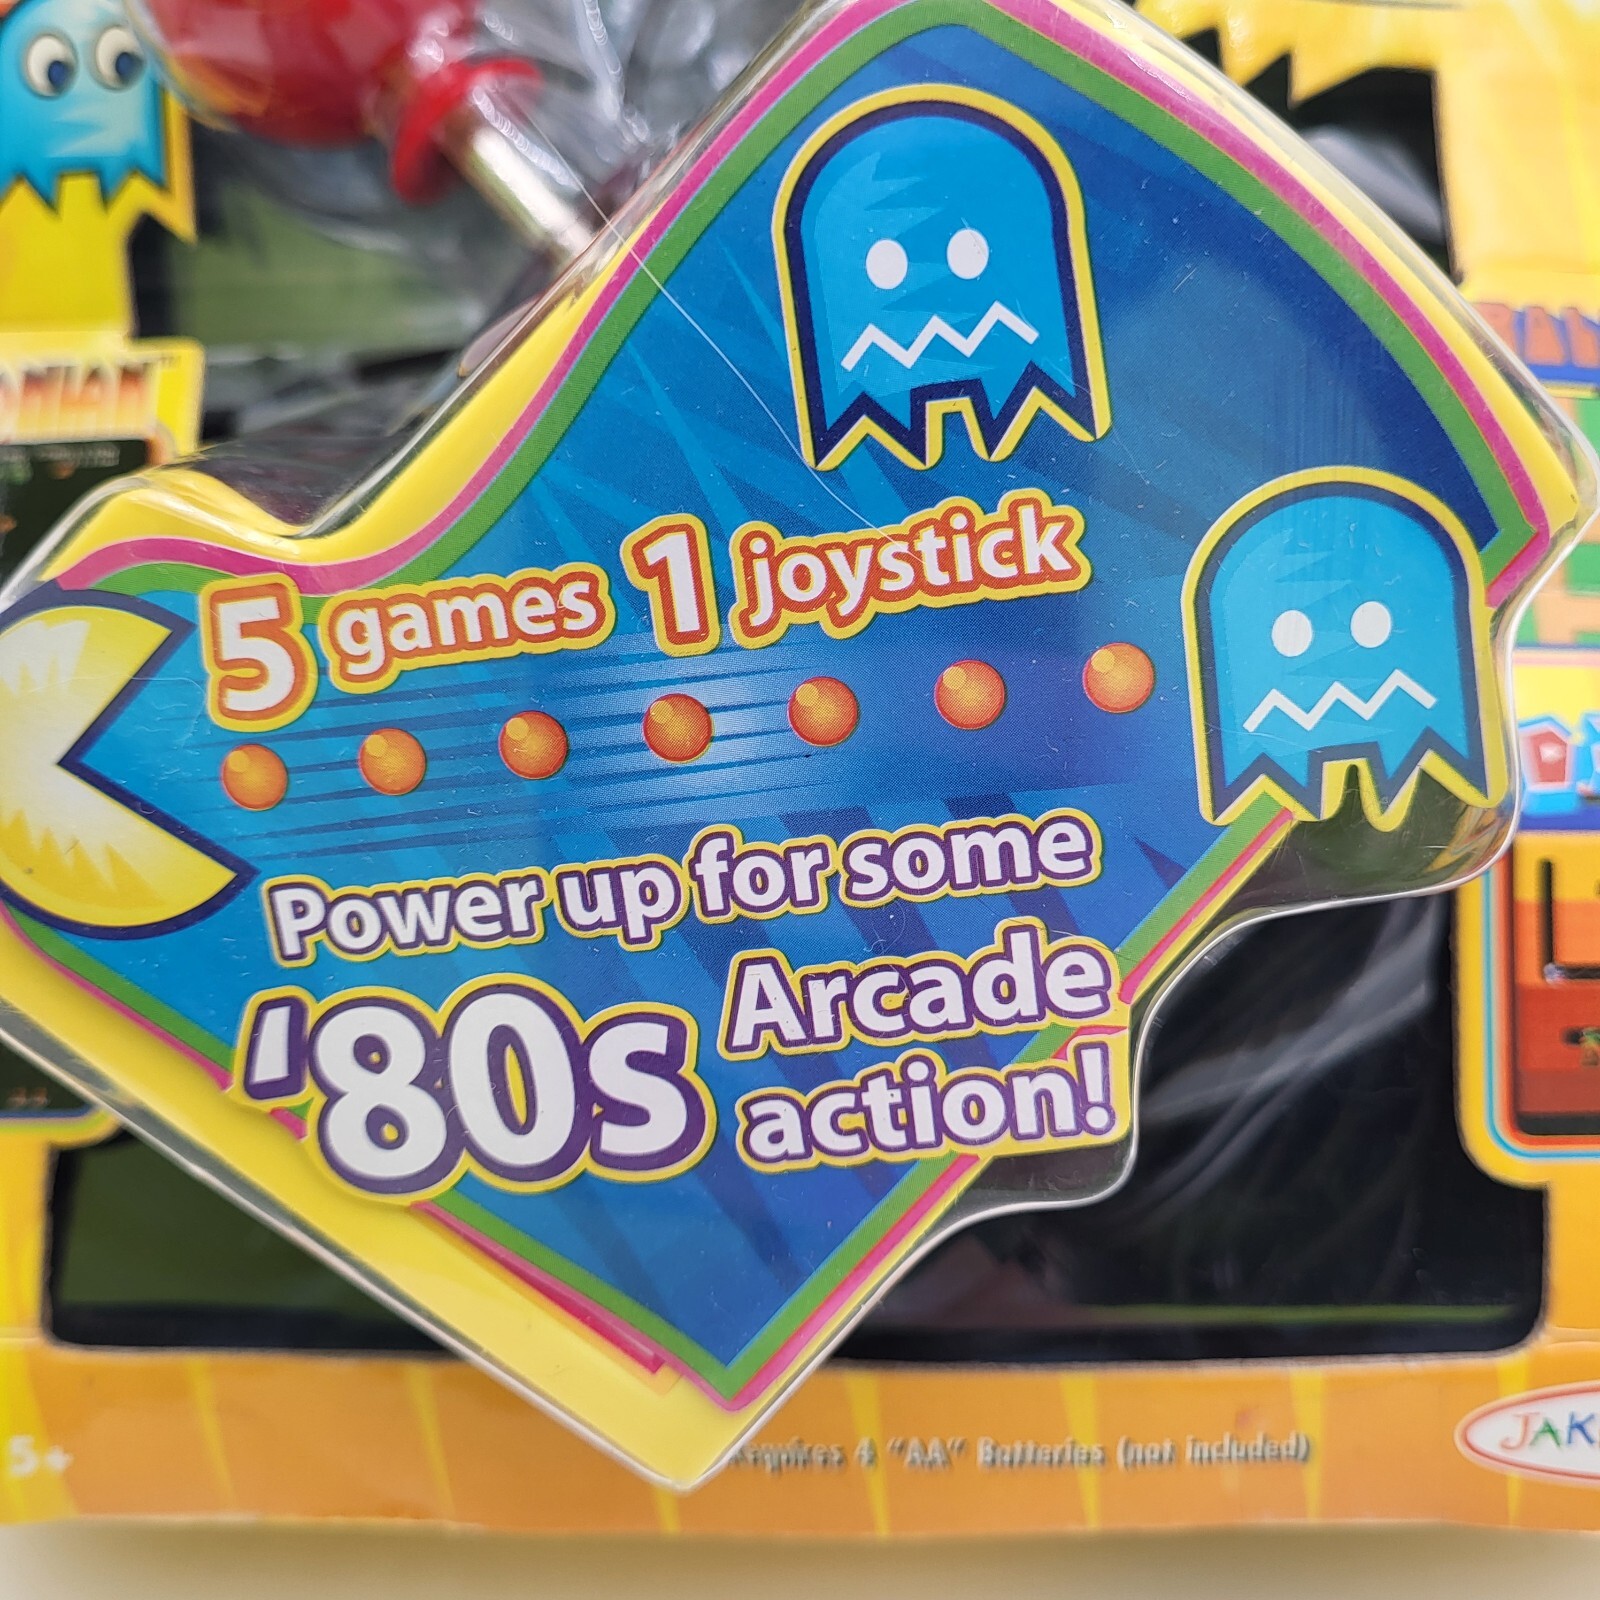 5 games 1 joystick
Power up for some
'80s Arcade
action!
5+
Requires 4 "AA" Batteries (not included)